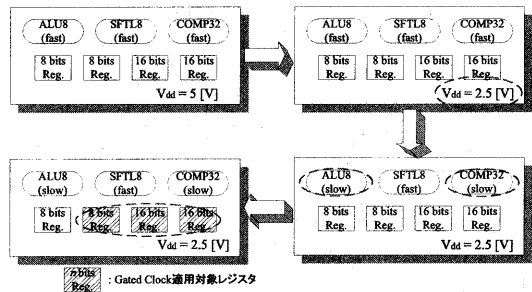 ALU8 SFTL8 COMP32
(fast) (fast) (fast)
8 bits 8 bits 16 bits 16 bits
Reg. Reg. Reg. Reg.
Vdd = 5 [V]
ALU8 SFTL8 COMP32
(fast) (fast) (fast)
8 bits 8 bits 16 bits 16 bits
Reg. Reg. Reg. Reg.
Vdd = 2.5 [V]
ALU8 SFTL8 COMP32
(slow) (fast) (slow)
8 bits 8 bits 16 bits 16 bits
Reg. Reg. Reg. Reg.
Vdd = 2.5 [V]
ALU8 SFTL8 COMP32
(slow) (fast) (slow)
8 bits 8 bits 16 bits 16 bits
Reg. Reg. Reg. Reg.
Vdd = 2.5 [V]
n bits
Reg.
: Gated Clock適用対象レジスタ